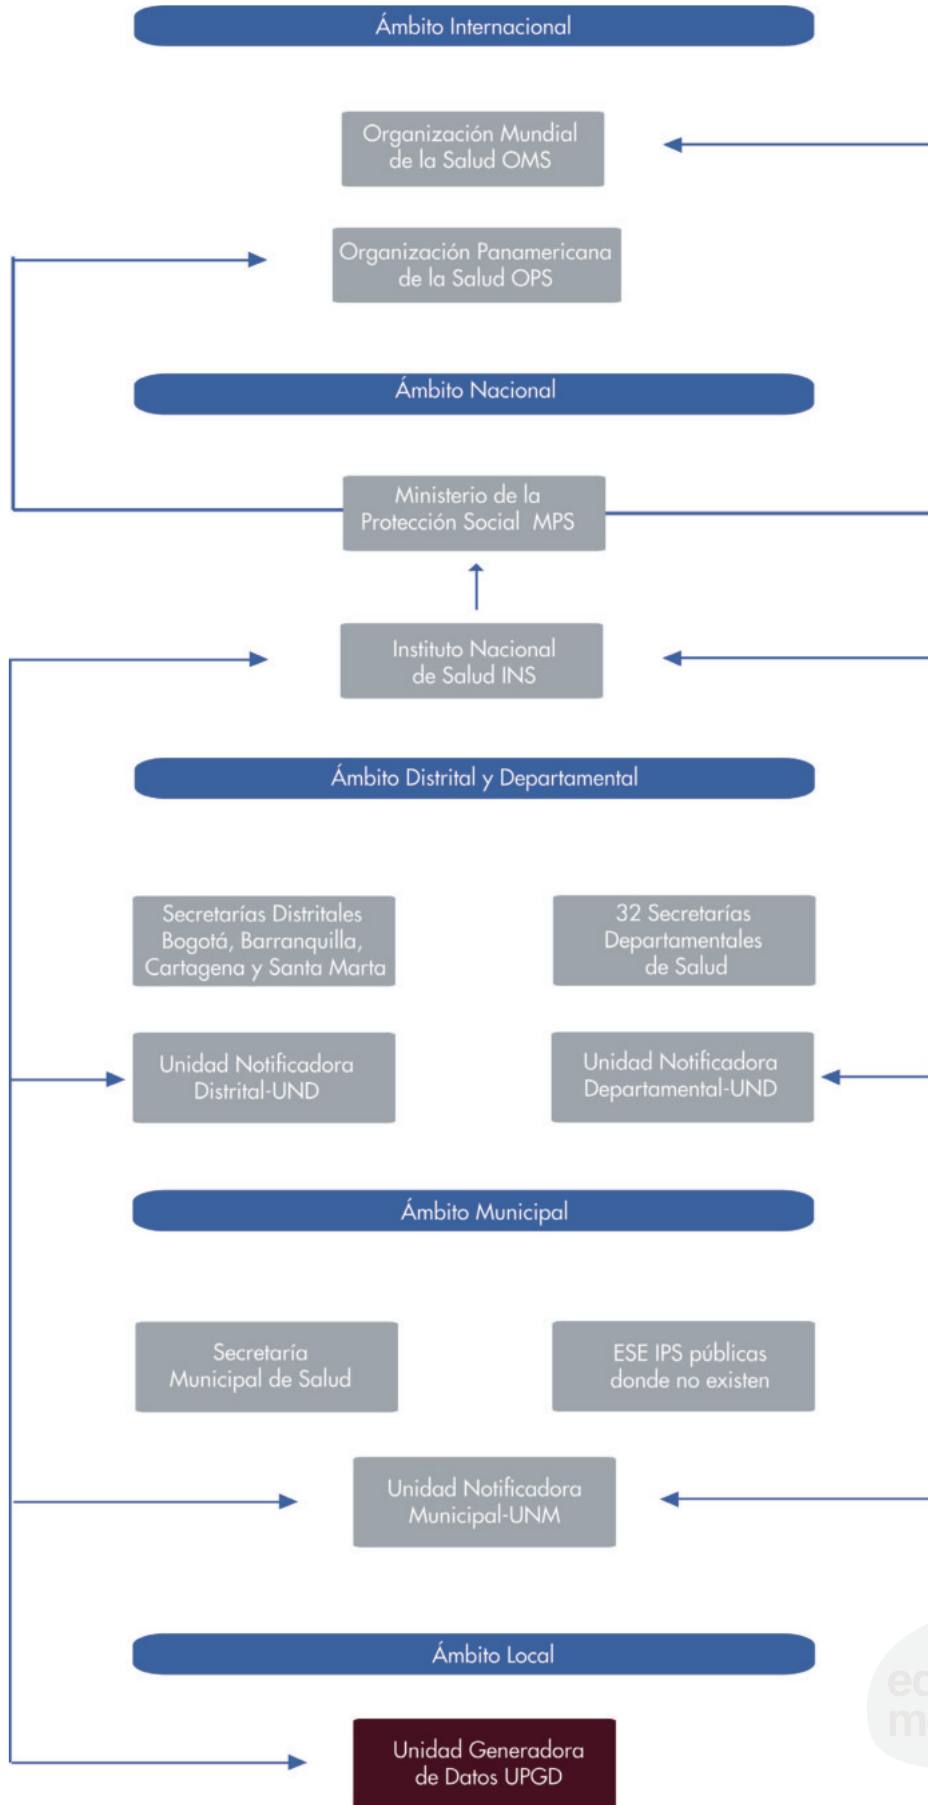 Ámbito Internacional
Organización Mundial
de la Salud OMS
Organización Panamericana
de la Salud OPS
Ámbito Nacional
Ministerio de la
Protección Social MPS
Instituto Nacional
de Salud INS
Ámbito Distrital y Departamental
Secretarías Distritales
Bogotá, Barranquilla,
Cartagena y Santa Marta
32 Secretarías
Departamentales
de Salud
Unidad Notificadora
Distrital-UND
Unidad Notificadora
Departamental-UND
Ámbito Municipal
Secretaría
Municipal de Salud
ESE IPS públicas
donde no existen
Unidad Notificadora
Municipal-UNM
Ámbito Local
Unidad Generadora
de Datos UPGD